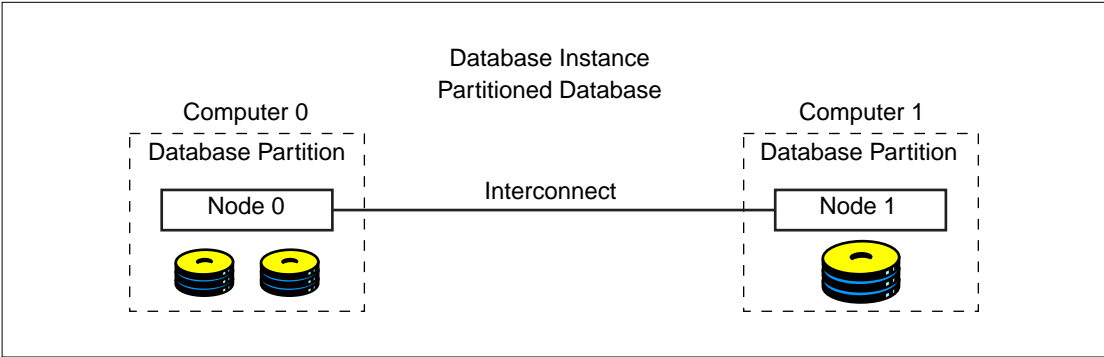 Database Instance
Partitioned Database
Computer 0
Computer 1
Database Partition
Database Partition
Interconnect
Node 0
Node 1